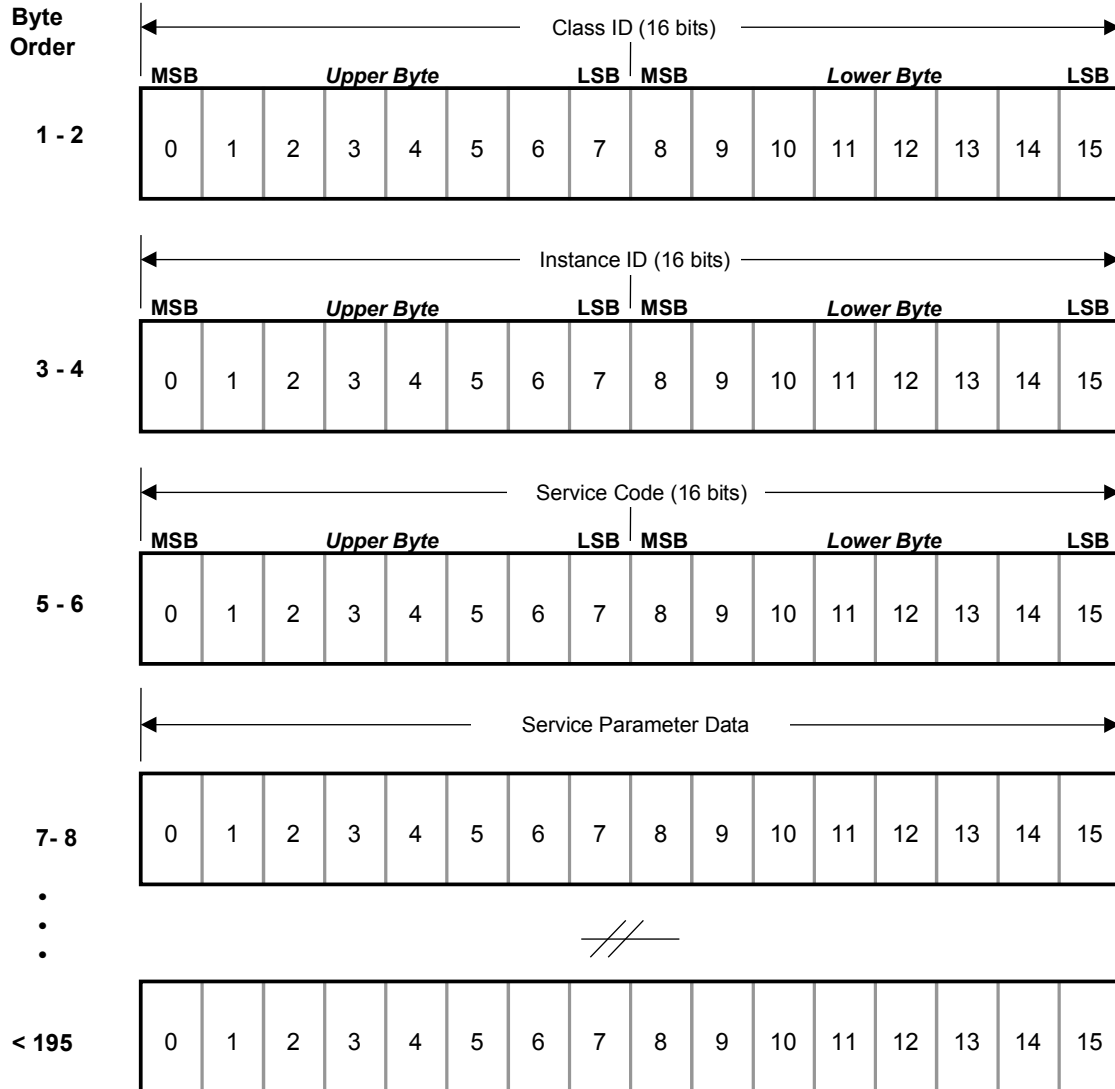 Byte
Order
Class ID (16 bits)
MSB Upper Byte LSB MSB Lower Byte LSB
1 - 2 0 1 2 3 4 5 6 7 8 9 10 11 12 13 14 15
Instance ID (16 bits)
MSB Upper Byte LSB MSB Lower Byte LSB
3 - 4 0 1 2 3 4 5 6 7 8 9 10 11 12 13 14 15
Service Code (16 bits)
MSB Upper Byte LSB MSB Lower Byte LSB
5 - 6 0 1 2 3 4 5 6 7 8 9 10 11 12 13 14 15
Service Parameter Data
7- 8 0 1 2 3 4 5 6 7 8 9 10 11 12 13 14 15
•
•
•
< 195 0 1 2 3 4 5 6 7 8 9 10 11 12 13 14 15